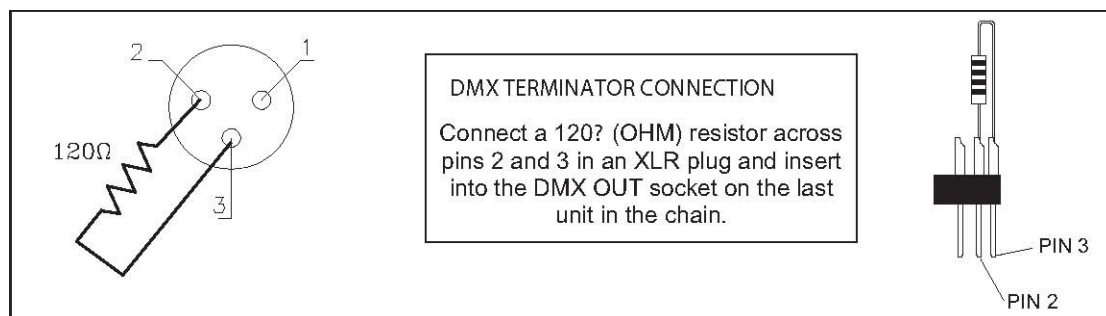 2
1
120Ω
3
DMX TERMINATOR CONNECTION
Connect a 120? (OHM) resistor across
pins 2 and 3 in an XLR plug and insert
into the DMX OUT socket on the last
unit in the chain.
PIN 3
PIN 2